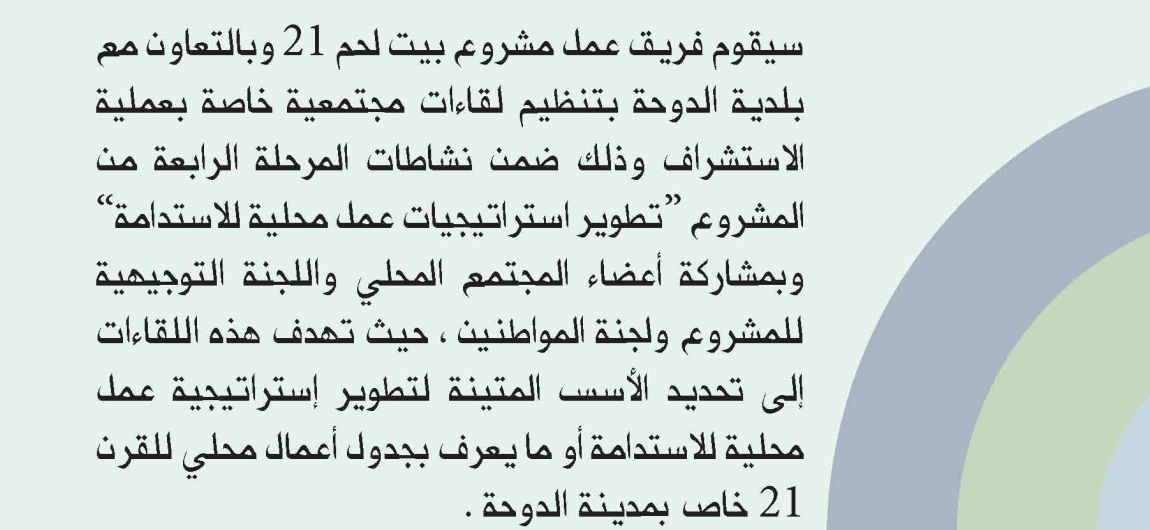 سيقوم فريق عمل مشروع بيت لحم 21 وبالتعاون مع
بلدية الدوحة بتنظيم لقاءات مجتمعية خاصة بعملية
الاستشراف وذلك ضمن نشاطات المرحلة الرابعة من
المشروع ”تطوير استراتيجيات عمل محلية للاستدامة“
وبمشاركة أعضاء المجتمع المحلي واللجنة التوجيهية
للمشروع ولجنة المواطنين ، حيث تهدف هذه اللقاءات
إلى تحديد الأسس المتينة لتطوير إستراتيجية عمل
محلية للاستدامة أو ما يعرف بجدول أعمال محلي للقرن
21 خاص بمدينة الدوحة .